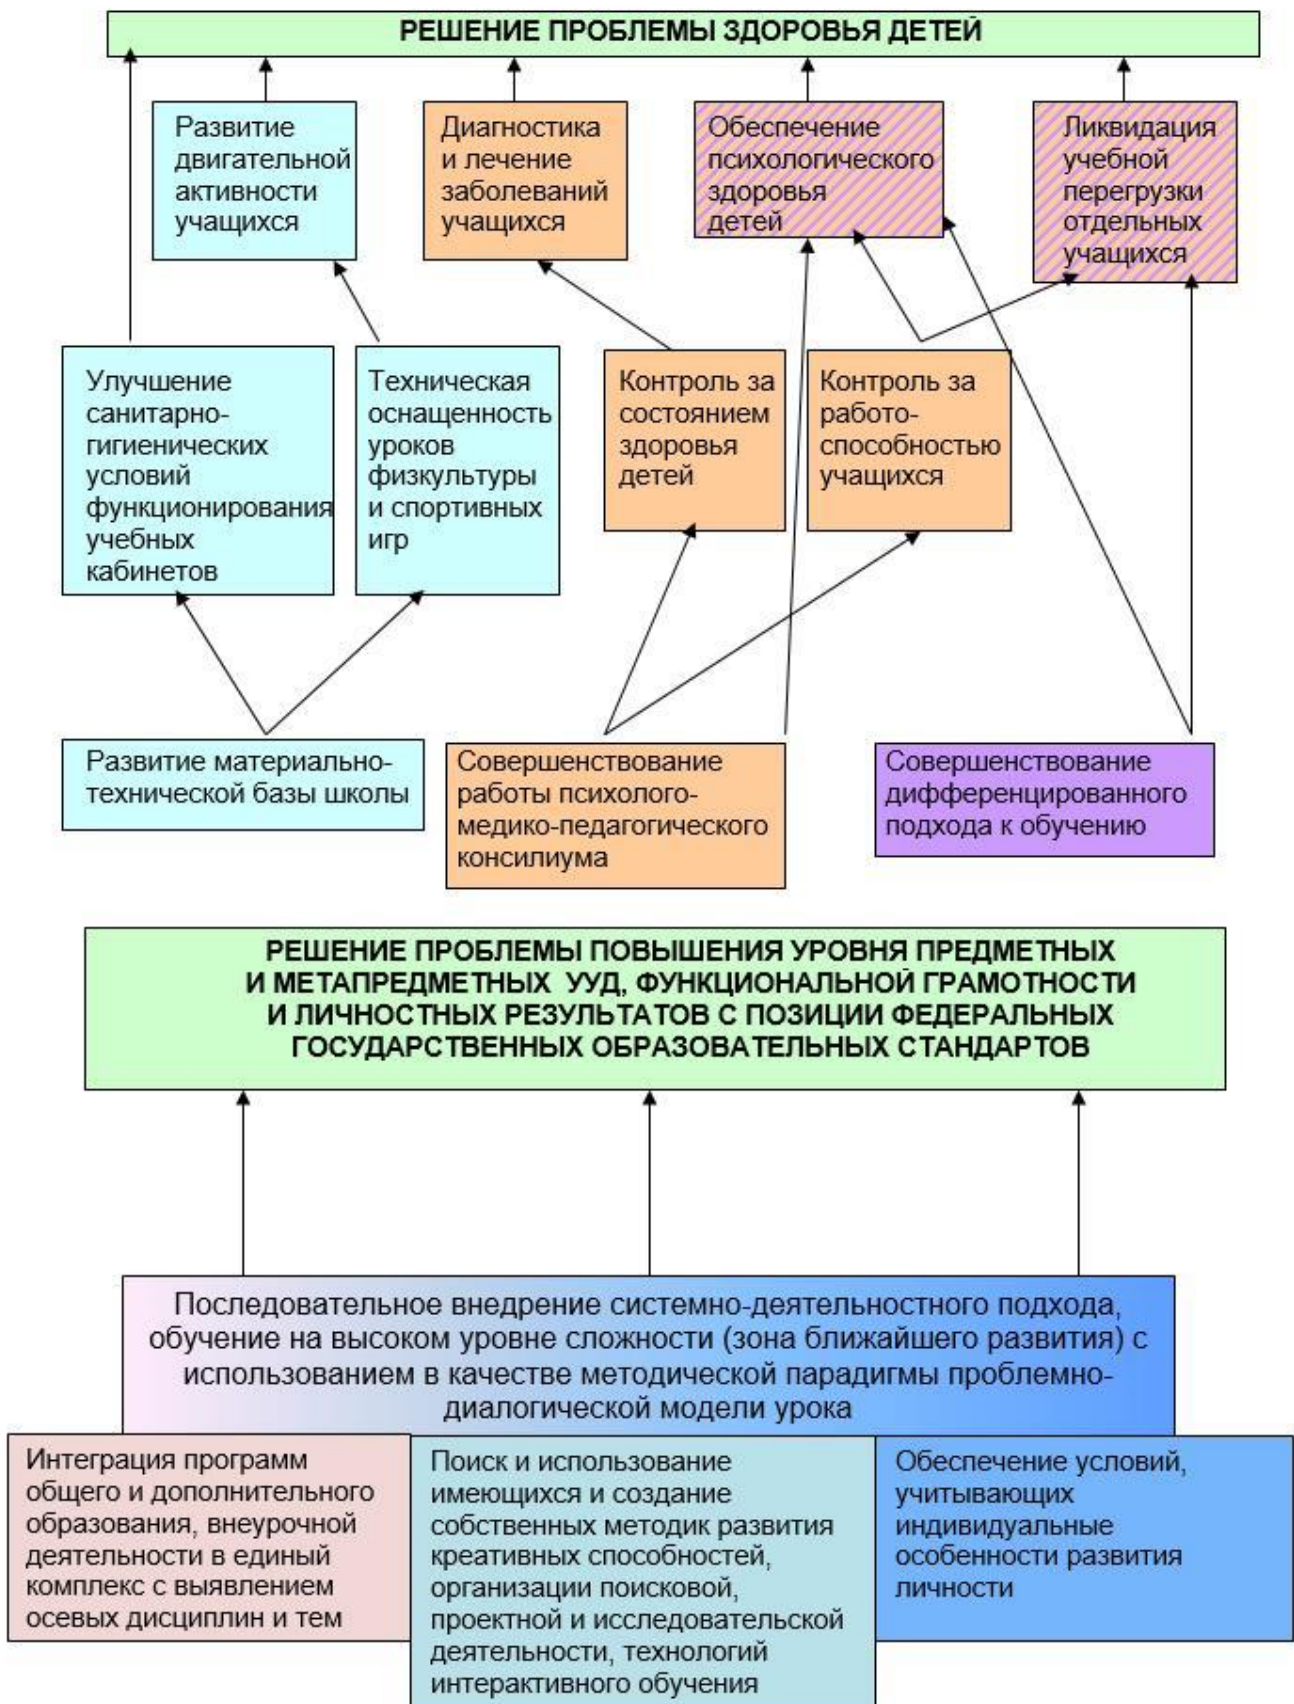 РЕШЕНИЕ ПРОБЛЕМЫ ЗДОРОВЬЯ ДЕТЕЙ
Развитие
двигательной
активности
учащихся
Диагностика
и лечение
заболеваний
учащихся
Обеспечение
психологического
здоровья
детей
Ликвидация
учебной
перегрузки
отдельных
учащихся
Улучшение
санитарно-
гигиенических
условий
функционирования
учебных
кабинетов
Техническая
оснащенность
уроков
физкультуры
и спортивных
игр
Контроль за
состоянием
здоровья
детей
Контроль за
работо-
способностью
учащихся
Развитие материально-
технической базы школы
Совершенствование
работы психолого-
медико-педагогического
консилиума
Совершенствование
дифференцированного
подхода к обучению
РЕШЕНИЕ ПРОБЛЕМЫ ПОВЫШЕНИЯ УРОВНЯ ПРЕДМЕТНЫХ
И МЕТАПРЕДМЕТНЫХ УУД, ФУНКЦИОНАЛЬНОЙ ГРАМОТНОСТИ
И ЛИЧНОСТНЫХ РЕЗУЛЬТАТОВ С ПОЗИЦИИ ФЕДЕРАЛЬНЫХ
ГОСУДАРСТВЕННЫХ ОБРАЗОВАТЕЛЬНЫХ СТАНДАРТОВ
Последовательное внедрение системно-деятельностного подхода,
обучение на высоком уровне сложности (зона ближайшего развития) с
использованием в качестве методической парадигмы проблемно-
диалогической модели урока
Интеграция программ
общего и дополнительного
образования, внеурочной
деятельности в единый
комплекс с выявлением
осевых дисциплин и тем
Поиск и использование
имеющихся и создание
собственных методик развития
креативных способностей,
организации поисковой,
проектной и исследовательской
деятельности, технологий
интерактивного обучения
Обеспечение условий,
учитывающих
индивидуальные
особенности развития
личности